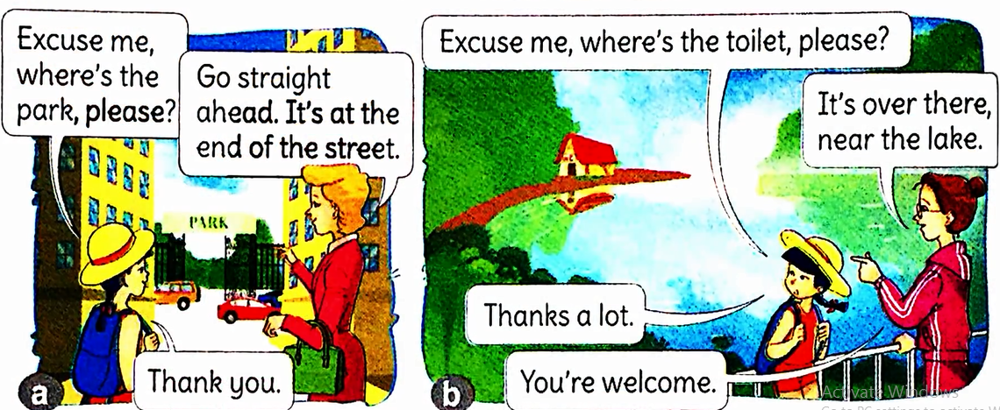 Excuse me,
where's the
park, please?
Go straight
ahead. It's at the
end of the street.
PARK
Thank you.
a
Excuse me, where's the toilet, please?
It's over there,
near the lake.
Thanks a lot.
You're welcome.
b
Activate Windows
Go to PC settings to activate